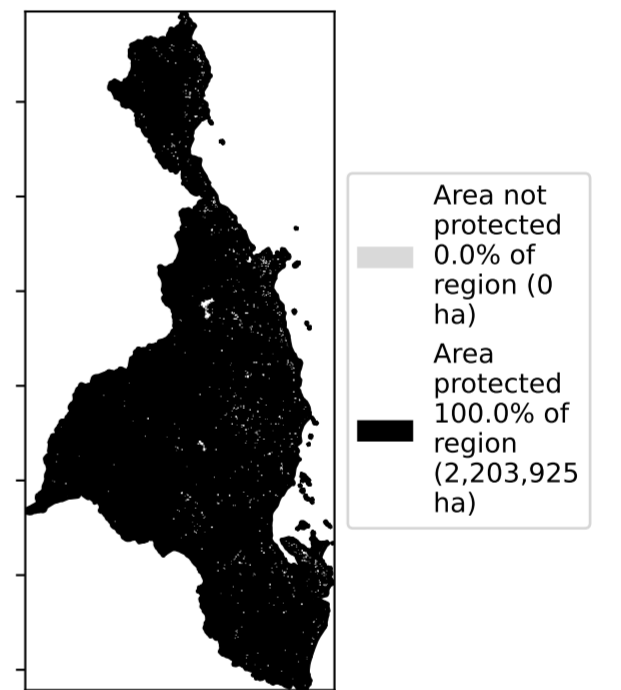 Area not
protected
0.0% of
region (0
ha)
Area
protected
100.0% of
region
(2,203,925
ha)